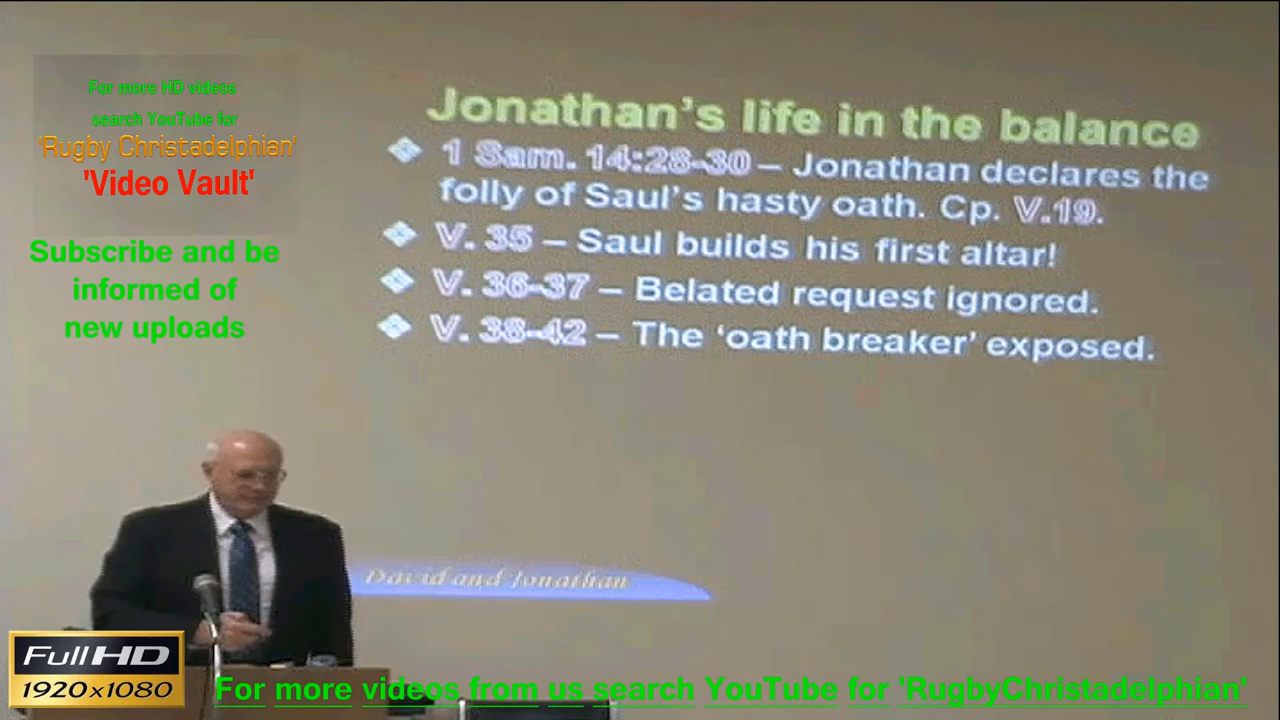 For more HD videos
search YouTube for
'Rugby Christadelphian'
'Video Vault'
Subscribe and be
informed of
new uploads
Jonathan's life in the balance
❖ 1 Sam. 14:28-30 – Jonathan declares the
folly of Saul's hasty oath. Cp. V.19.
❖ V. 35 – Saul builds his first altar!
❖ V. 36-37 – Belated request ignored.
❖ V. 38-42 – The 'oath breaker' exposed.
David and Jonathan
Full HD
1920x1080
For more videos from us search YouTube for 'RugbyChristadelphian'